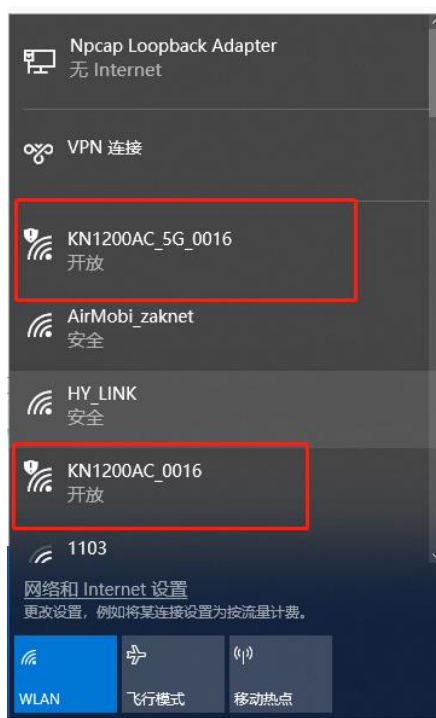 Npcap Loopback Adapter
无 Internet
VPN 连接
KN1200AC_5G_0016
开放
AirMobi_zaknet
安全
HY_LINK
安全
KN1200AC_0016
开放
1103
网络和 Internet 设置
更改设置，例如将某连接设置为按流量计费。
WLAN
飞行模式
移动热点